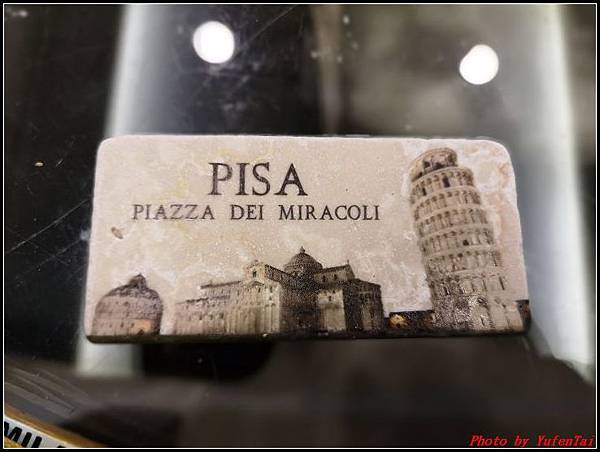 PISA
PIAZZA DEI MIRACOLI
Photo by YufenTai